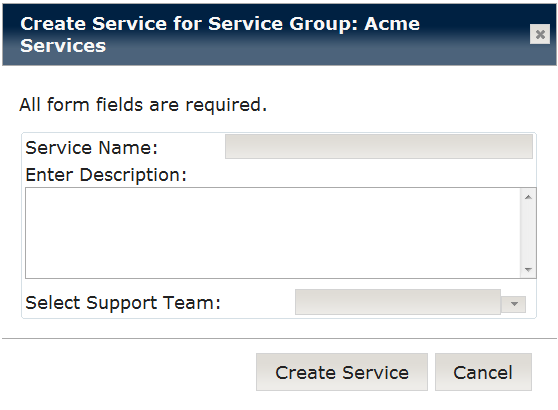 Create Service for Service Group: Acme
Services
All form fields are required.
Service Name:
Enter Description:
Select Support Team:
Create Service
Cancel